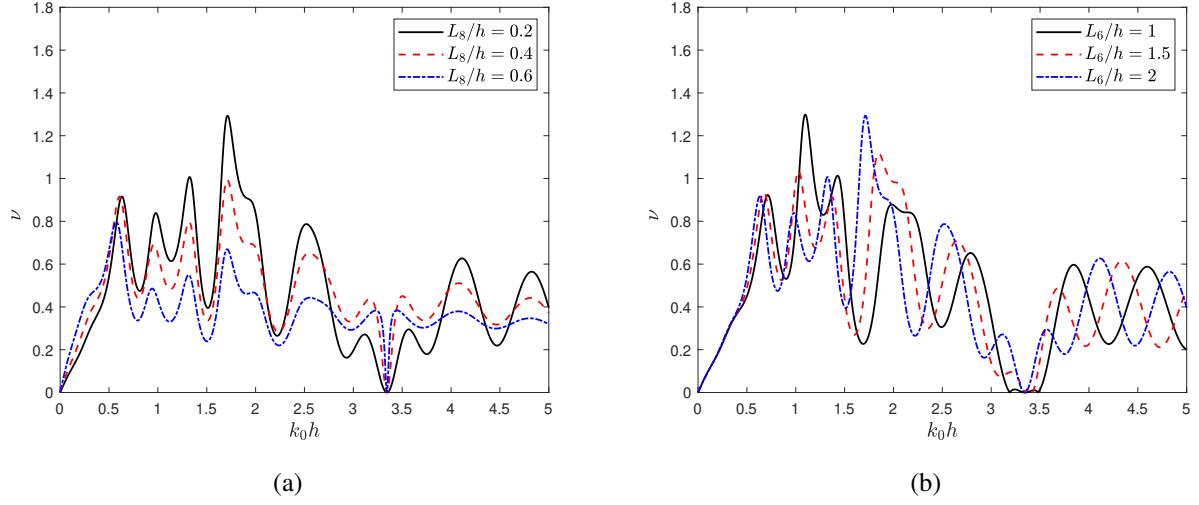 1.8
1.6
1.4
1.2
1
0.8
0.6
0.4
0.2
0
ν
L₈/h = 0.2
L₈/h = 0.4
L₈/h = 0.6
0 0.5 1 1.5 2 2.5 3 3.5 4 4.5 5
k₀h
(a)
1.8
1.6
1.4
1.2
1
0.8
0.6
0.4
0.2
0
ν
L₆/h = 1
L₆/h = 1.5
L₆/h = 2
0 0.5 1 1.5 2 2.5 3 3.5 4 4.5 5
k₀h
(b)